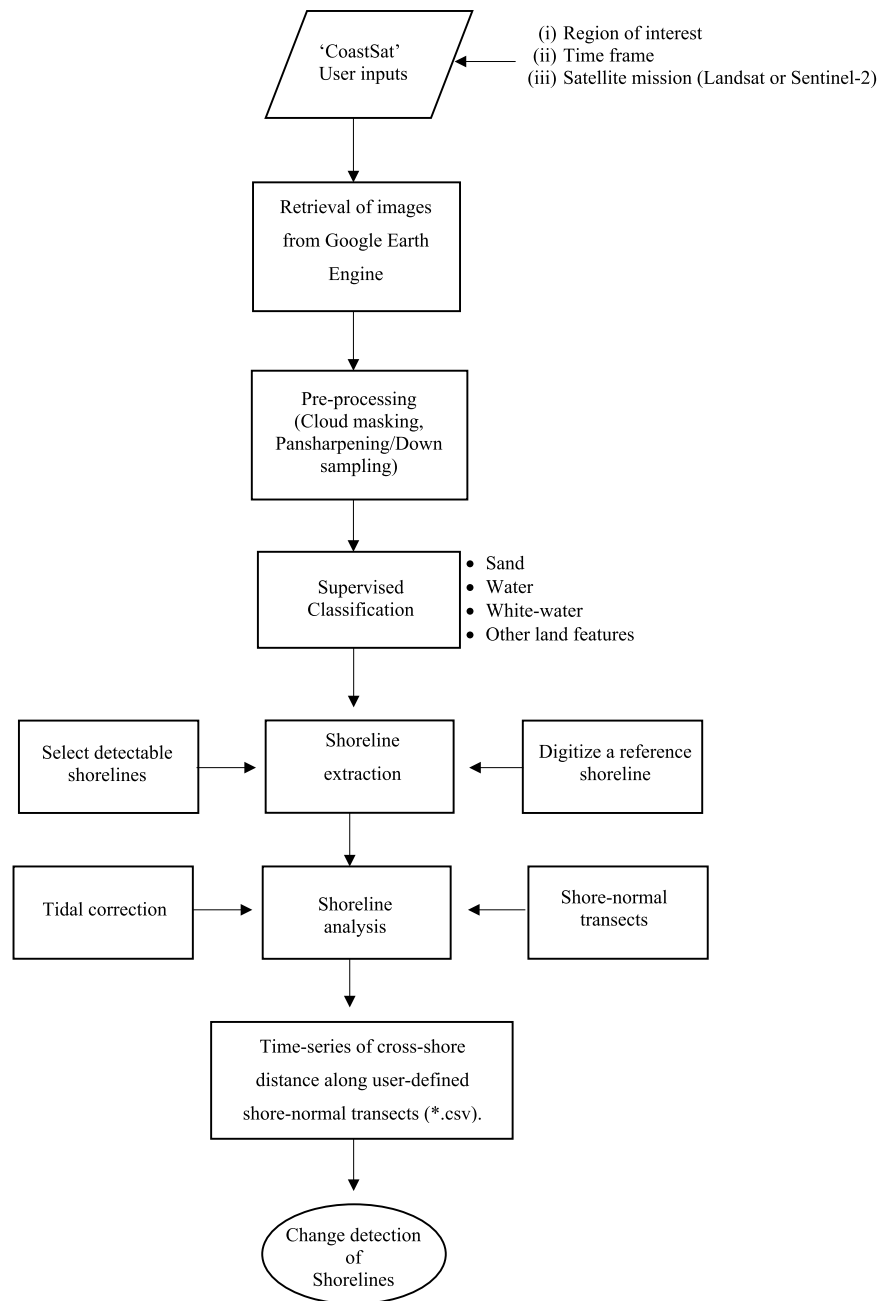 ‘CoastSat’
User inputs
(i) Region of interest
(ii) Time frame
(iii) Satellite mission (Landsat or Sentinel-2)
Retrieval of images
from Google Earth
Engine
Pre-processing
(Cloud masking,
Pansharpening/Down
sampling)
Supervised
Classification
• Sand
• Water
• White-water
• Other land features
Select detectable
shorelines
Shoreline
extraction
Digitize a reference
shoreline
Tidal correction
Shoreline
analysis
Shore-normal
transects
Time-series of cross-shore
distance along user-defined
shore-normal transects (*.csv).
Change detection
of
Shorelines